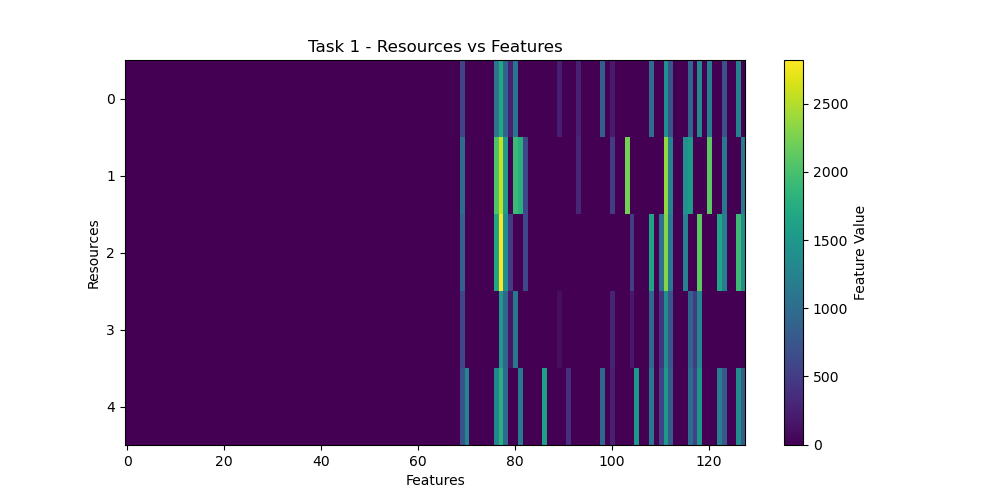 Task 1 - Resources vs Features
Resources
0
1
2
3
4
0 20 40 60 80 100 120
Features
2500
2000
1500
1000
500
0
Feature Value